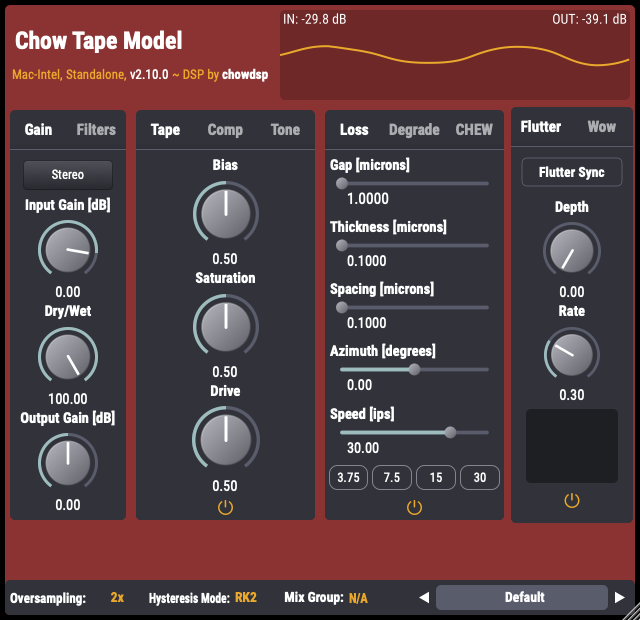 Chow Tape Model
Mac-Intel, Standalone, v2.10.0 ~ DSP by chowdsp
IN: -29.8 dB OUT: -39.1 dB
Gain Filters
Stereo
Input Gain [dB]
0.00
Dry/Wet
100.00
Output Gain [dB]
0.00
Tape Comp Tone
Bias
0.50
Saturation
0.50
Drive
0.50
Loss Degrade CHEW
Gap [microns]
1.0000
Thickness [microns]
0.1000
Spacing [microns]
0.1000
Azimuth [degrees]
0.00
Speed [ips]
30.00
3.75 7.5 15 30
Flutter Wow
Flutter Sync
Depth
0.00
Rate
0.30
Oversampling: 2x Hysteresis Mode: RK2 Mix Group: N/A Default